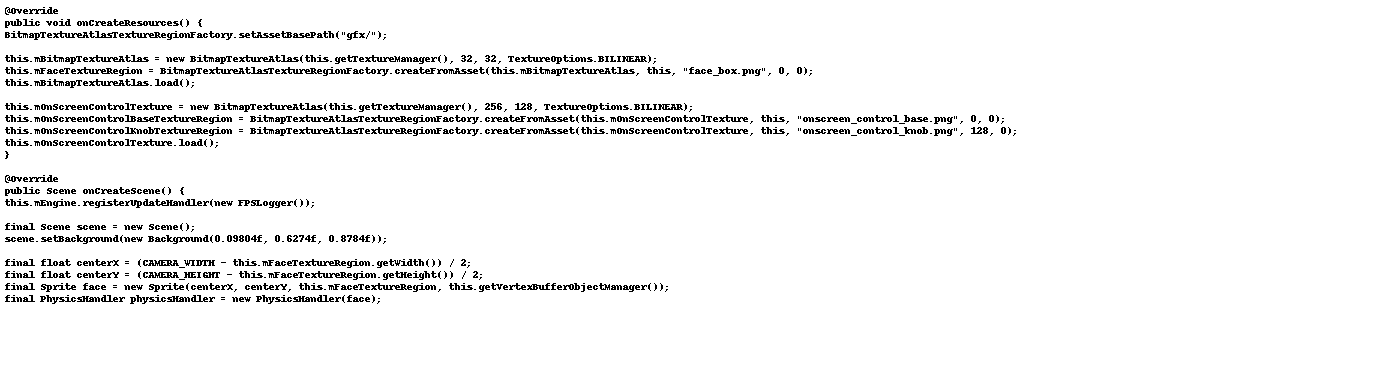 @Override
public void onCreateResources() {
BitmapTextureAtlasTextureRegionFactory.setAssetBasePath("gfx/");

this.mBitmapTextureAtlas = new BitmapTextureAtlas(this.getTextureManager(), 32, 32, TextureOptions.BILINEAR);
this.mFaceTextureRegion = BitmapTextureAtlasTextureRegionFactory.createFromAsset(this.mBitmapTextureAtlas, this, "face_box.png", 0, 0);
this.mBitmapTextureAtlas.load();

this.mOnScreenControlTexture = new BitmapTextureAtlas(this.getTextureManager(), 256, 128, TextureOptions.BILINEAR);
this.mOnScreenControlBaseTextureRegion = BitmapTextureAtlasTextureRegionFactory.createFromAsset(this.mOnScreenControlTexture, this, "onscreen_control_base.png", 0, 0);
this.mOnScreenControlKnobTextureRegion = BitmapTextureAtlasTextureRegionFactory.createFromAsset(this.mOnScreenControlTexture, this, "onscreen_control_knob.png", 128, 0);
this.mOnScreenControlTexture.load();
}

@Override
public Scene onCreateScene() {
this.mEngine.registerUpdateHandler(new FPSLogger());

final Scene scene = new Scene();
scene.setBackground(new Background(0.09804f, 0.6274f, 0.8784f));

final float centerX = (CAMERA_WIDTH - this.mFaceTextureRegion.getWidth()) / 2;
final float centerY = (CAMERA_HEIGHT - this.mFaceTextureRegion.getHeight()) / 2;
final Sprite face = new Sprite(centerX, centerY, this.mFaceTextureRegion, this.getVertexBufferObjectManager());
final PhysicsHandler physicsHandler = new PhysicsHandler(face);